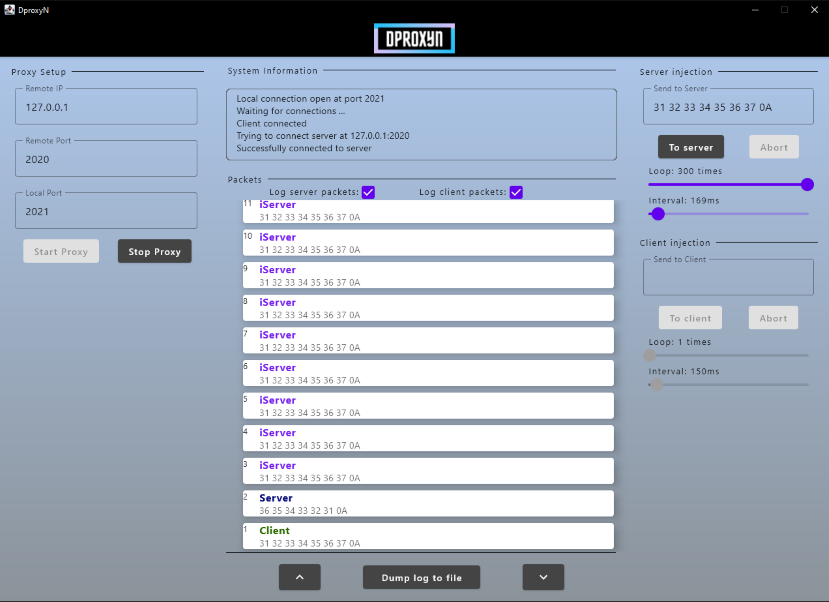 DproxyN
DPROXYN
Proxy Setup
Remote IP
127.0.0.1
Remote Port
2020
Local Port
2021
Start Proxy
Stop Proxy
System Information
Local connection open at port 2021
Waiting for connections ...
Client connected
Trying to connect server at 127.0.0.1:2020
Successfully connected to server
Packets
Log server packets:
Log client packets:
11 iServer
31 32 33 34 35 36 37 0A
10 iServer
31 32 33 34 35 36 37 0A
9 iServer
31 32 33 34 35 36 37 0A
8 iServer
31 32 33 34 35 36 37 0A
7 iServer
31 32 33 34 35 36 37 0A
6 iServer
31 32 33 34 35 36 37 0A
5 iServer
31 32 33 34 35 36 37 0A
4 iServer
31 32 33 34 35 36 37 0A
3 iServer
31 32 33 34 35 36 37 0A
2 Server
36 35 34 33 32 31 0A
1 Client
31 32 33 34 35 36 37 0A
Dump log to file
Server injection
Send to Server
31 32 33 34 35 36 37 0A
To server
Abort
Loop: 300 times
Interval: 169ms
Client injection
Send to Client
To client
Abort
Loop: 1 times
Interval: 150ms